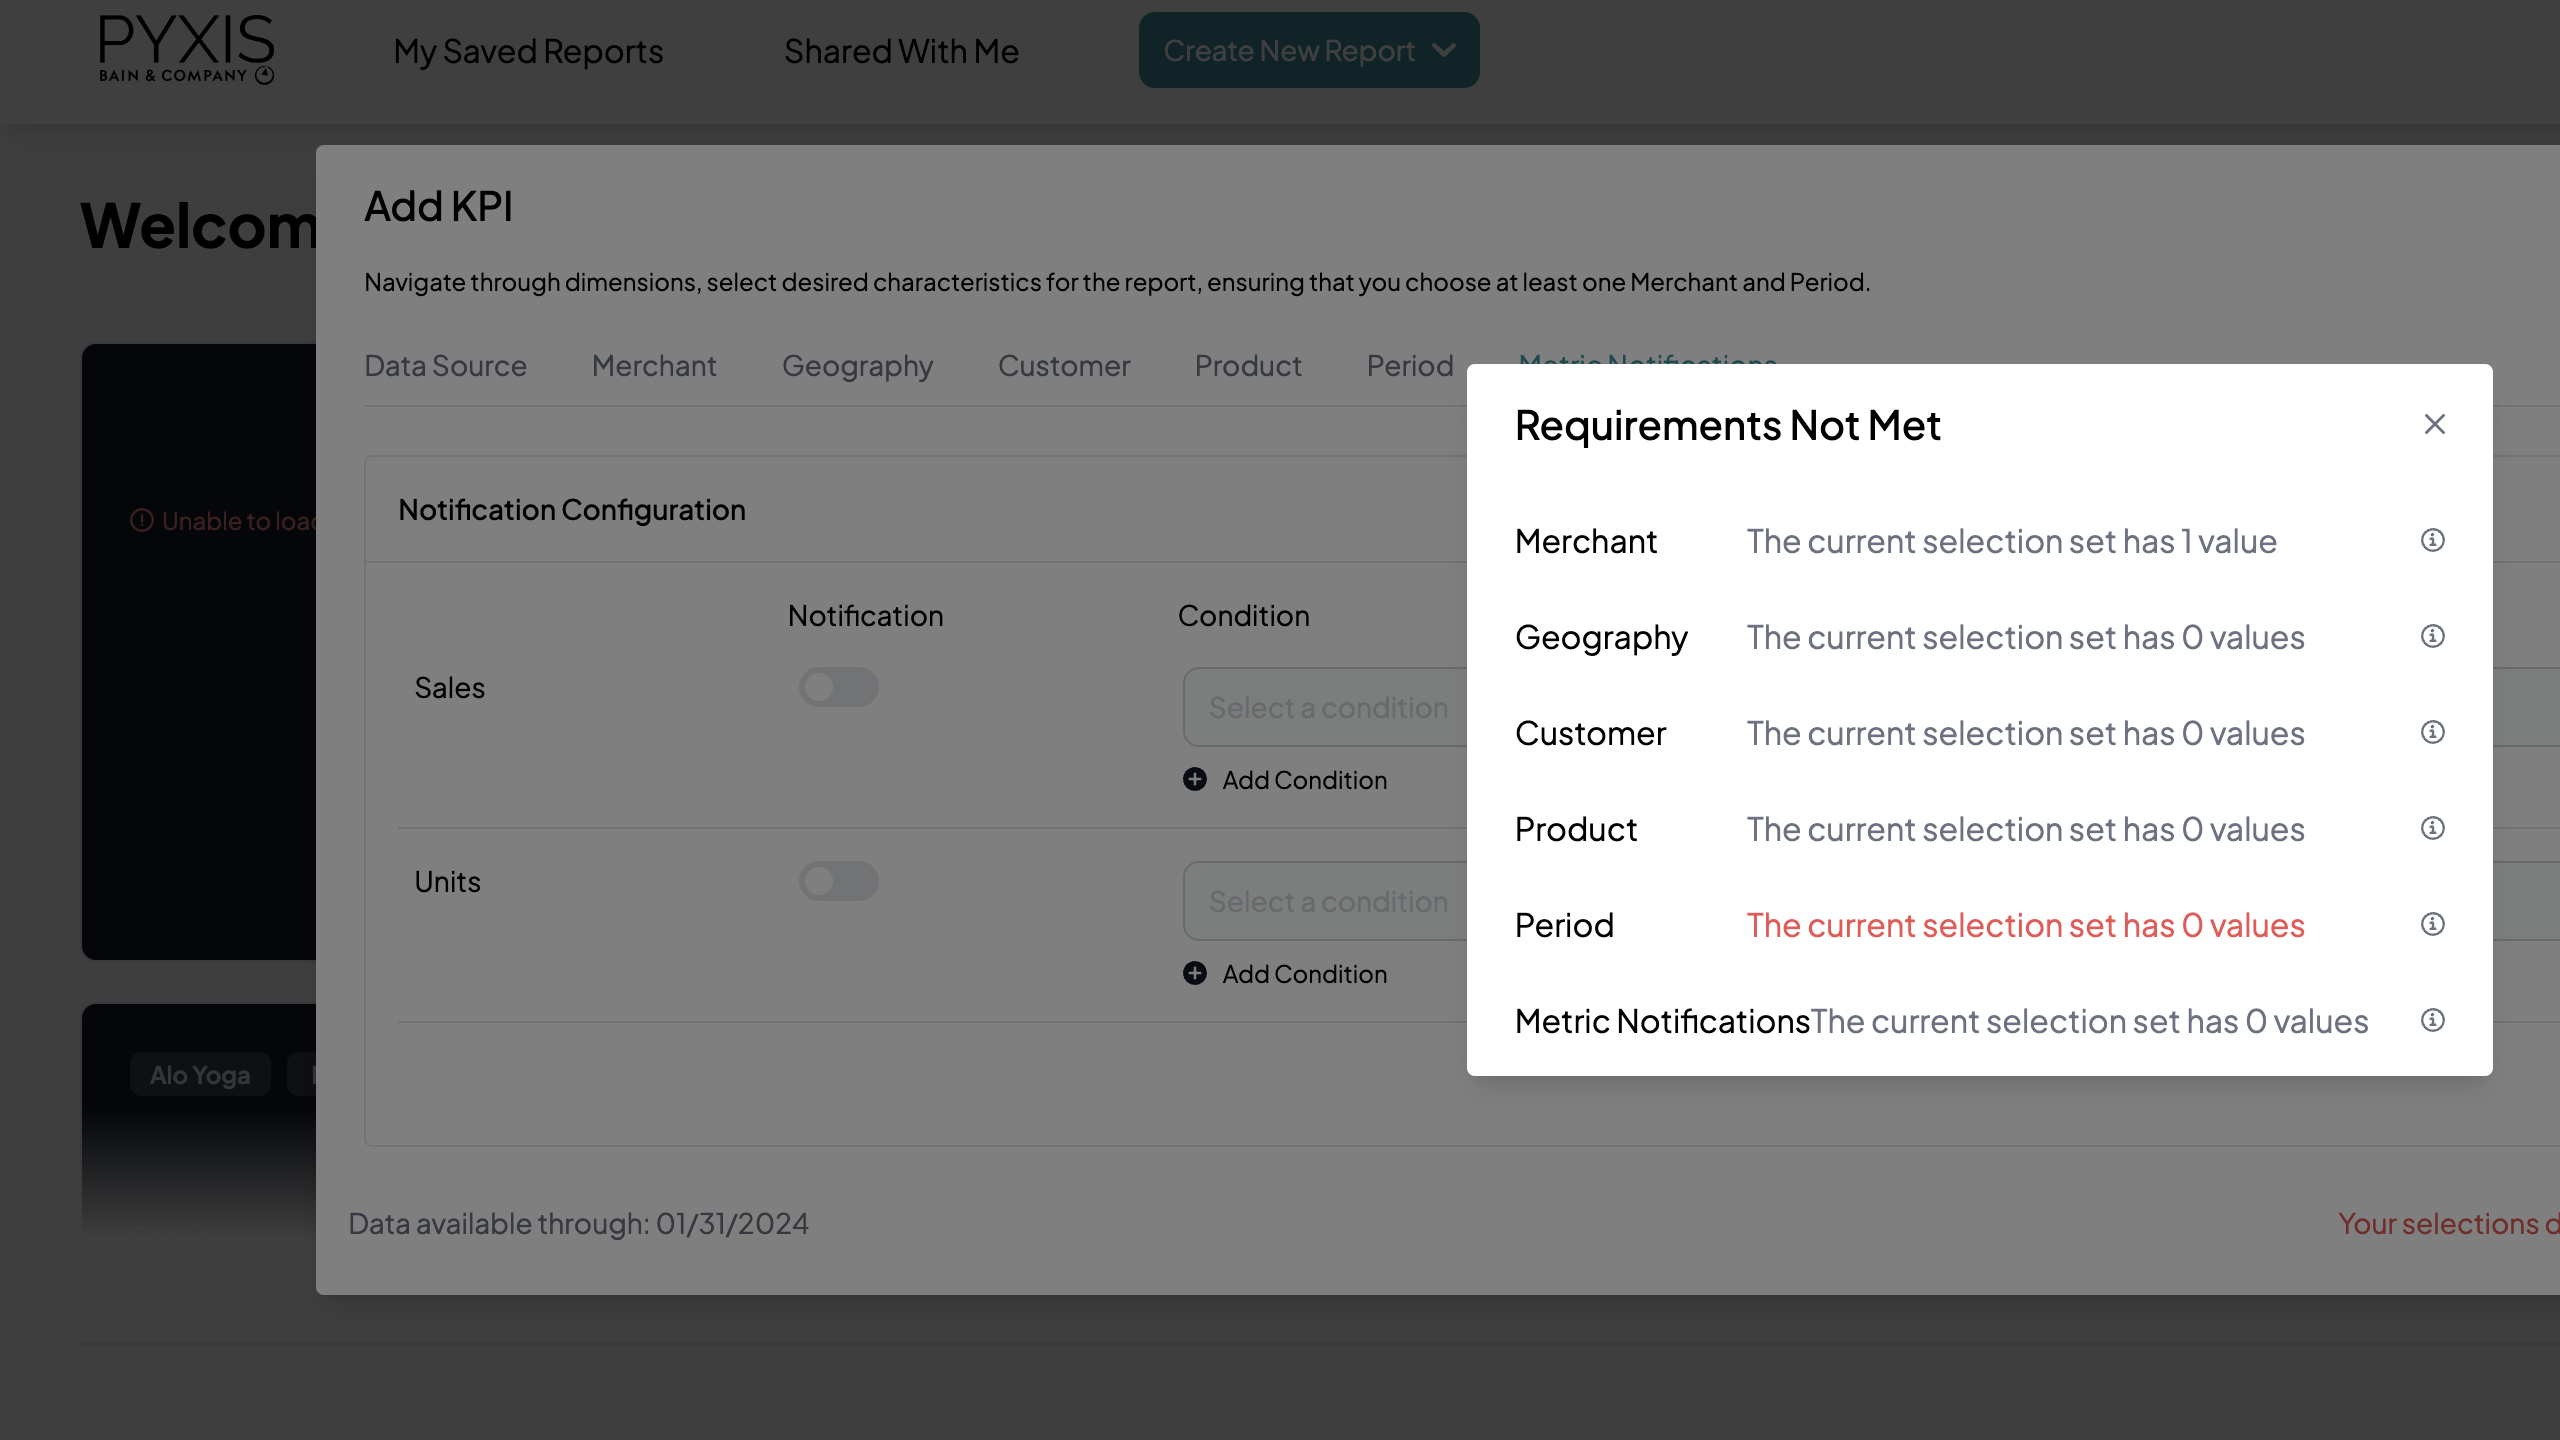 PYXIS
BAIN & COMPANY
My Saved Reports
Shared With Me
Create New Report
Welcom
Add KPI
Navigate through dimensions, select desired characteristics for the report, ensuring that you choose at least one Merchant and Period.
Data Source
Merchant
Geography
Customer
Product
Period
Metric Notifications
Unable to load
Notification Configuration
Notification
Condition
Sales
Select a condition
Add Condition
Units
Select a condition
Add Condition
Requirements Not Met
Merchant The current selection set has 1 value
Geography The current selection set has 0 values
Customer The current selection set has 0 values
Product The current selection set has 0 values
Period The current selection set has 0 values
Metric NotificationsThe current selection set has 0 values
Alo Yoga
Data available through: 01/31/2024
Your selections d